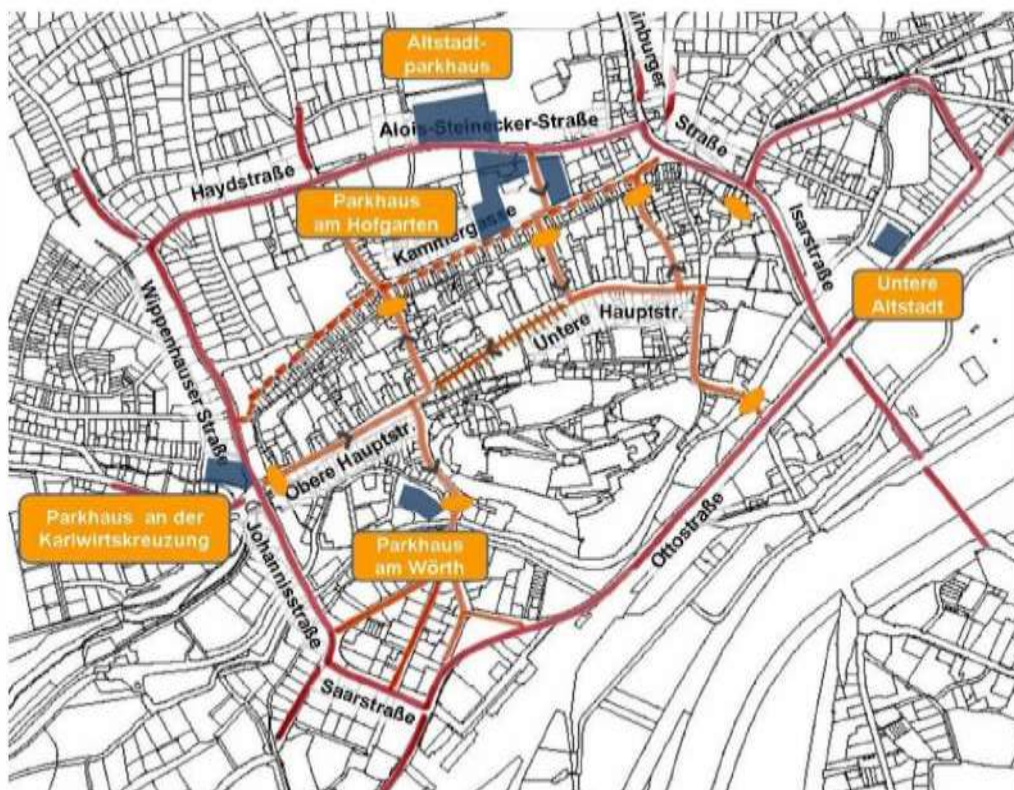 Altstadt-
parkhaus
inburger
Straße
Alois-Steinecker-Straße
Haydstraße
Parkhaus
am Hofgarten
Kammergasse
Isarstraße
Untere
Altstadt
Wippenhauser Straße
Untere
Hauptstr.
Obere Hauptstr.
Parkhaus an der
Karlwirtskreuzung
Johannisstraße
Parkhaus
am Wörth
Ottostraße
Saarstraße